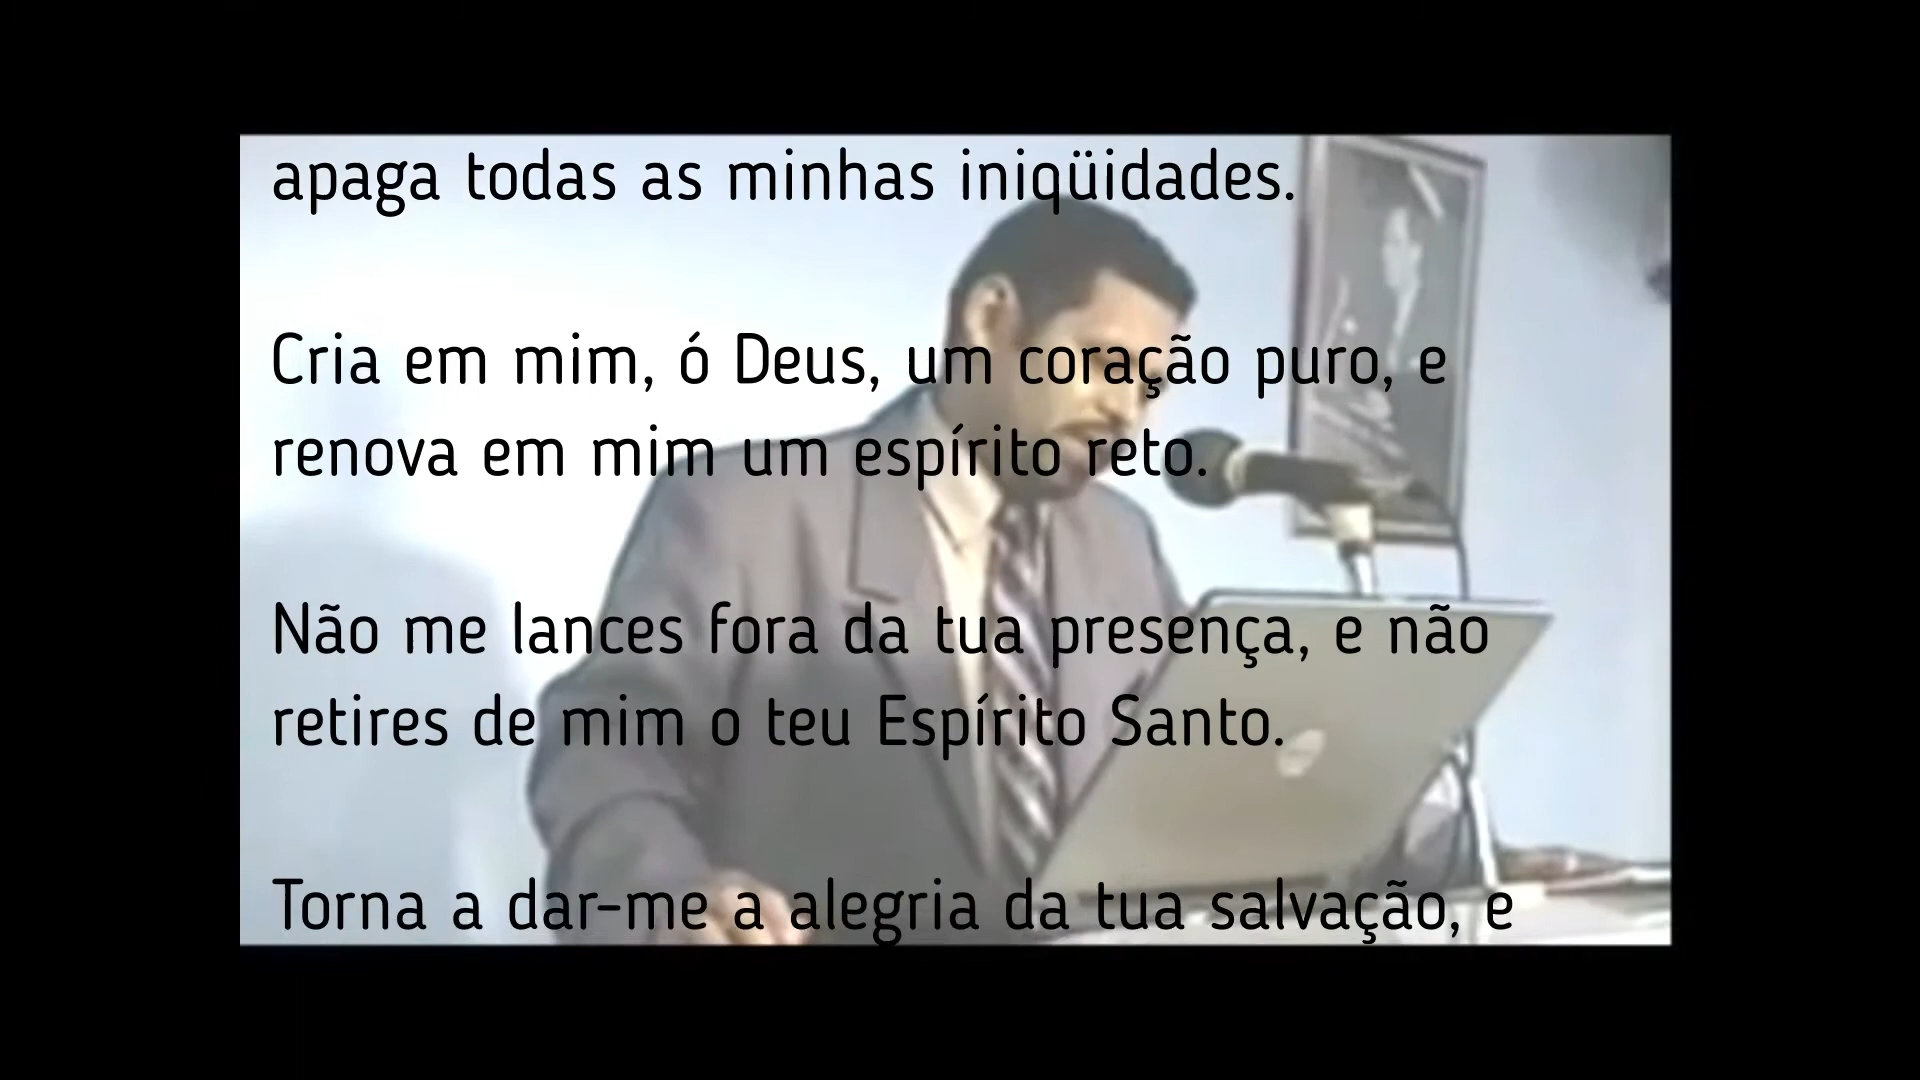 apaga todas as minhas iniqüidades.
Cria em mim, ó Deus, um coração puro, e
renova em mim um espírito reto.
Não me lances fora da tua presença, e não
retires de mim o teu Espírito Santo.
Torna a dar-me a alegria da tua salvação, e